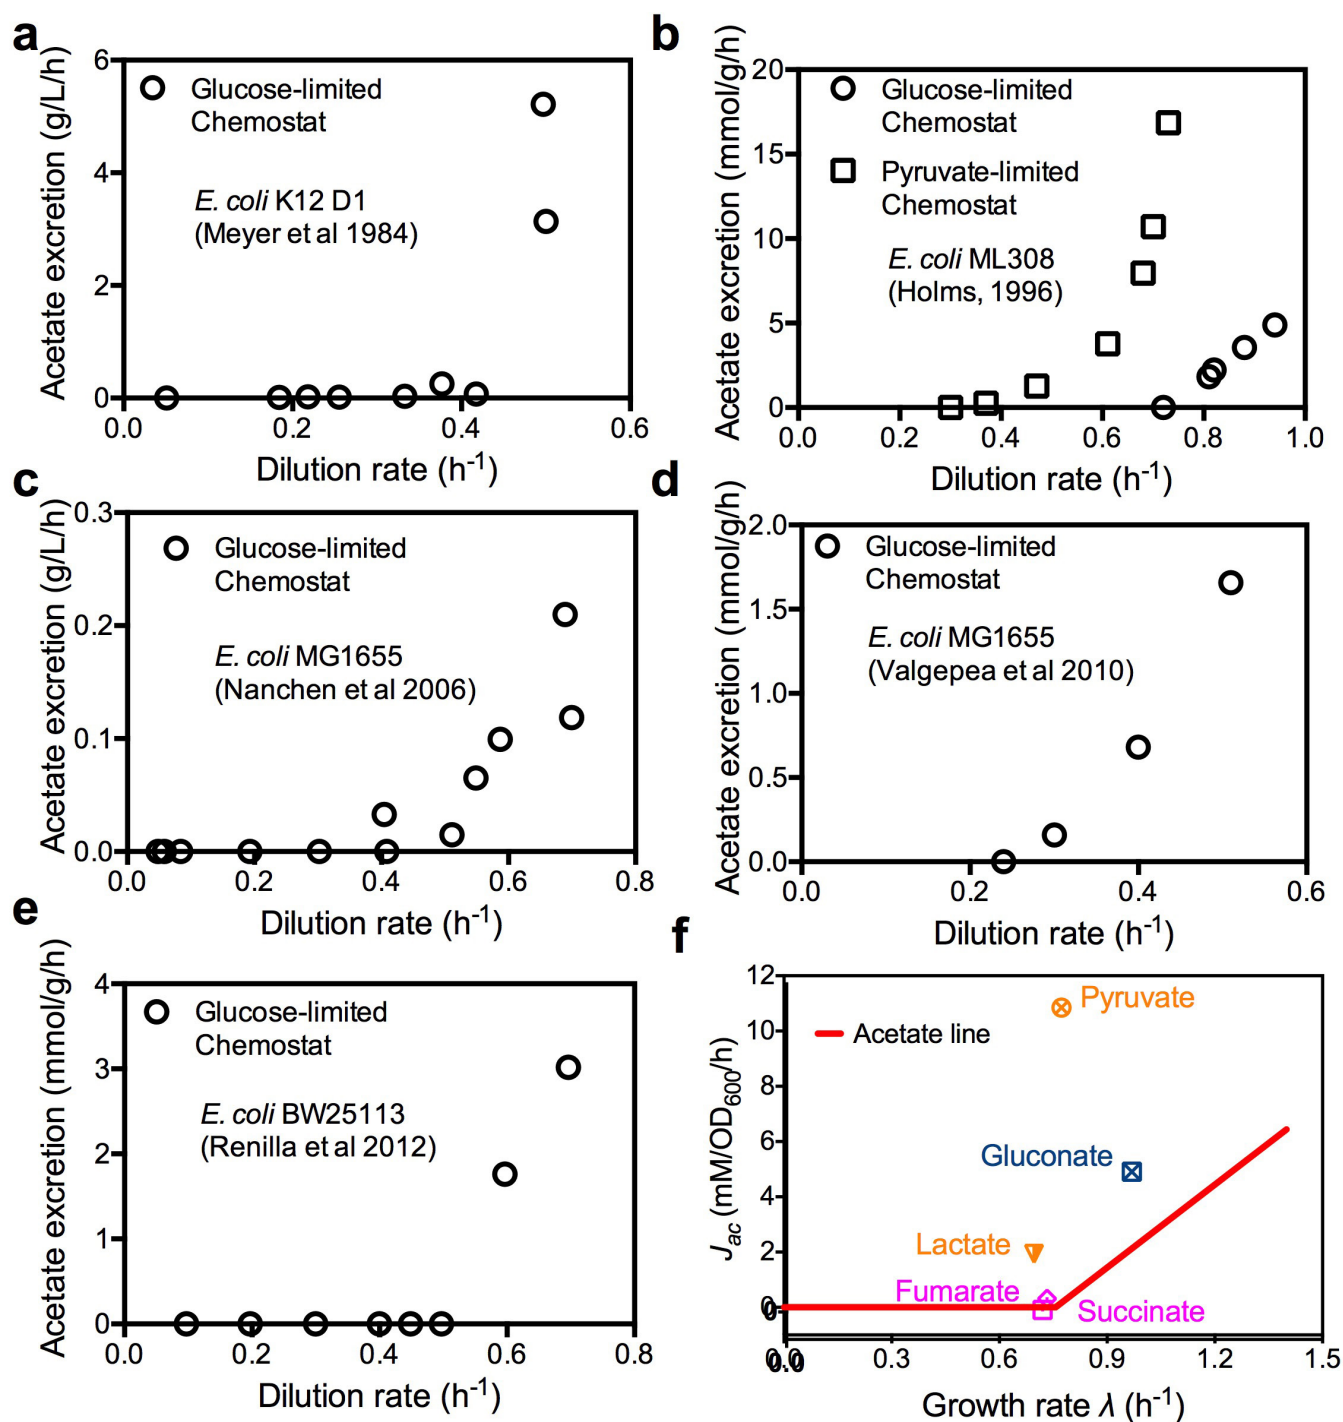 a
Acetate excretion (g/L/h)
6
4
2
0
Glucose-limited
Chemostat
E. coli K12 D1
(Meyer et al 1984)
0.0 0.2 0.4 0.6
Dilution rate (h-1)
b
Acetate excretion (mmol/g/h)
20
15
10
5
0
Glucose-limited
Chemostat
Pyruvate-limited
Chemostat
E. coli ML308
(Holms, 1996)
0.0 0.2 0.4 0.6 0.8 1.0
Dilution rate (h-1)
c
Acetate excretion (g/L/h)
0.3
0.2
0.1
0.0
Glucose-limited
Chemostat
E. coli MG1655
(Nanchen et al 2006)
0.0 0.2 0.4 0.6 0.8
Dilution rate (h-1)
d
Acetate excretion (mmol/g/h)
2.0
1.5
1.0
0.5
0.0
Glucose-limited
Chemostat
E. coli MG1655
(Valgepea et al 2010)
0.0 0.2 0.4 0.6
Dilution rate (h-1)
e
Acetate excretion (mmol/g/h)
4
3
2
1
0
Glucose-limited
Chemostat
E. coli BW25113
(Renilla et al 2012)
0.0 0.2 0.4 0.6 0.8
Dilution rate (h-1)
f
Jac (mM/OD600/h)
12
10
8
6
4
2
0
Pyruvate
Acetate line
Gluconate
Lactate
Fumarate
Succinate
0.0 0.3 0.6 0.9 1.2 1.5
Growth rate λ (h-1)